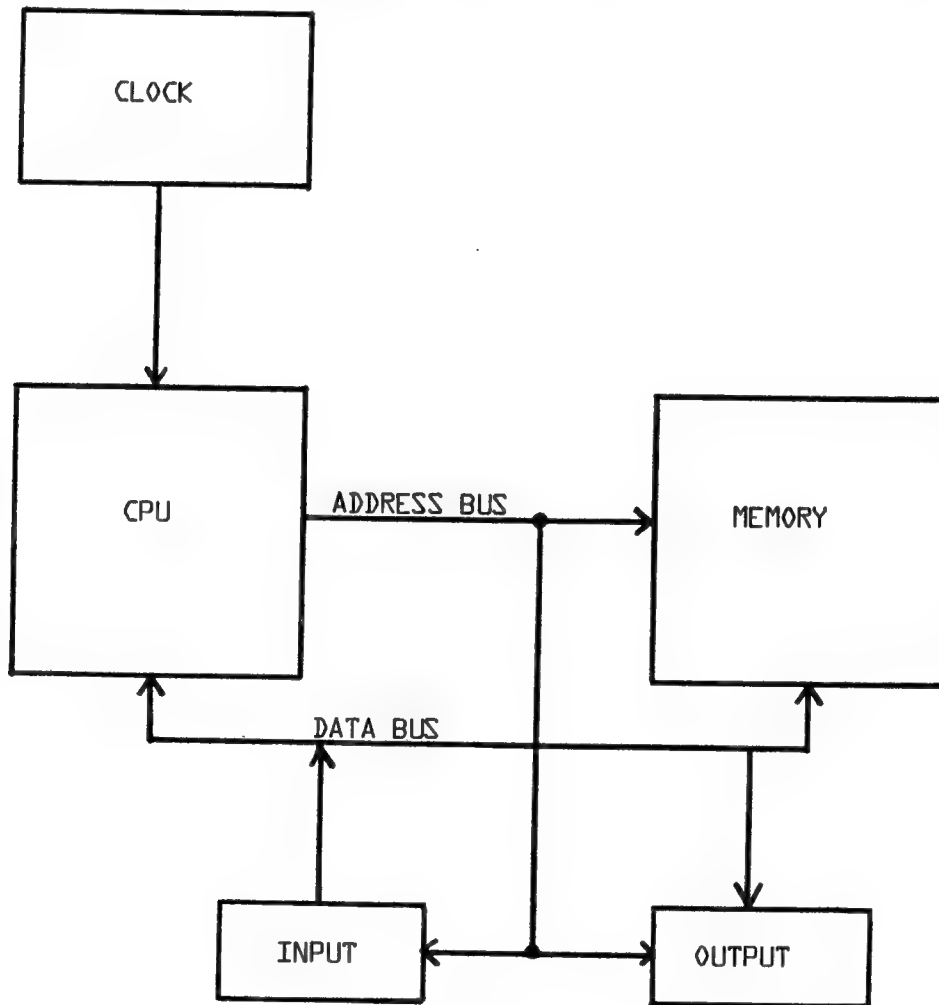 CLOCK
CPU
ADDRESS BUS
MEMORY
DATA BUS
INPUT
OUTPUT